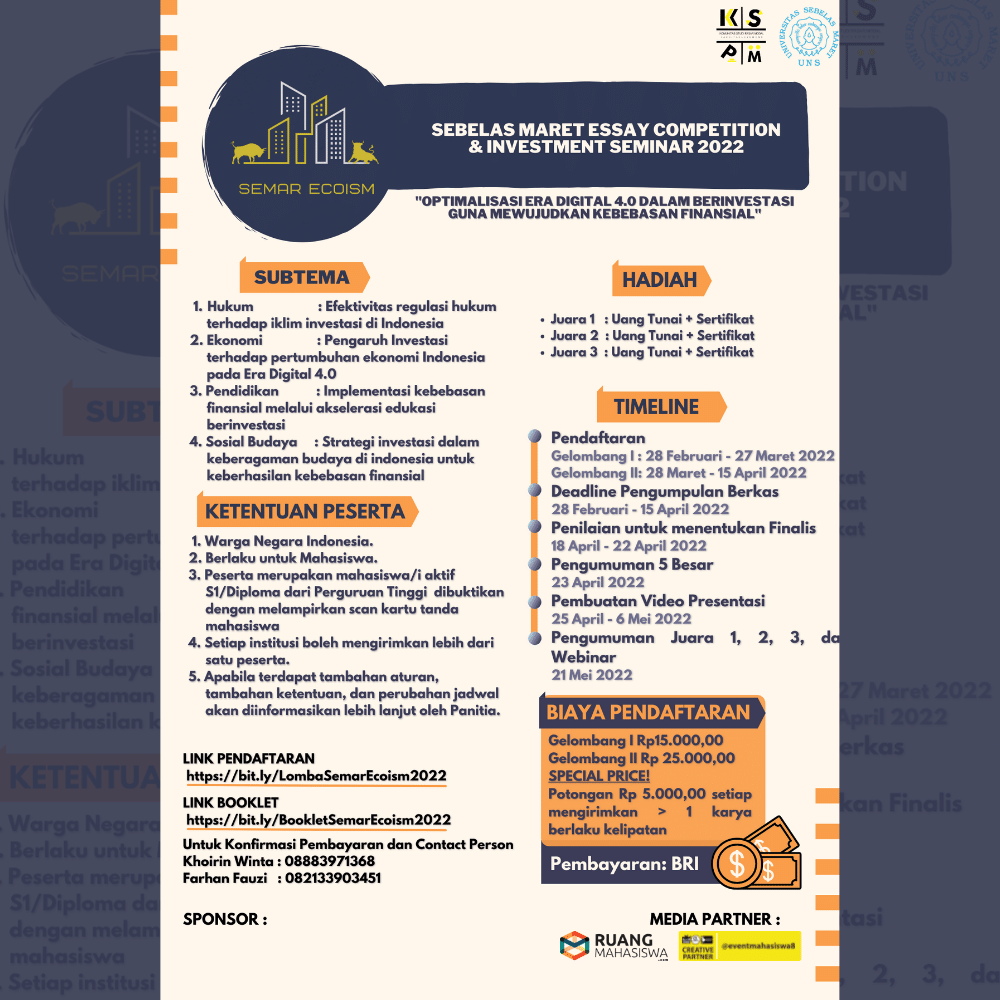 K S
P M
UNIVERSITAS SEBELAS MARET
UNS
SEMAR ECOISM
SEBELAS MARET ESSAY COMPETITION
& INVESTMENT SEMINAR 2022
"OPTIMALISASI ERA DIGITAL 4.0 DALAM BERINVESTASI
GUNA MEWUJUDKAN KEBEBASAN FINANSIAL"
SUBTEMA
1. Hukum : Efektivitas regulasi hukum
terhadap iklim investasi di Indonesia
2. Ekonomi : Pengaruh Investasi
terhadap pertumbuhan ekonomi Indonesia
pada Era Digital 4.0
3. Pendidikan : Implementasi kebebasan
finansial melalui akselerasi edukasi
berinvestasi
4. Sosial Budaya : Strategi investasi dalam
keberagaman budaya di indonesia untuk
keberhasilan kebebasan finansial
KETENTUAN PESERTA
1. Warga Negara Indonesia.
2. Berlaku untuk Mahasiswa.
3. Peserta merupakan mahasiswa/i aktif
S1/Diploma dari Perguruan Tinggi dibuktikan
dengan melampirkan scan kartu tanda
mahasiswa
4. Setiap institusi boleh mengirimkan lebih dari
satu peserta.
5. Apabila terdapat tambahan aturan,
tambahan ketentuan, dan perubahan jadwal
akan diinformasikan lebih lanjut oleh Panitia.
LINK PENDAFTARAN
https://bit.ly/LombaSemarEcoism2022
LINK BOOKLET
https://bit.ly/BookletSemarEcoism2022
Untuk Konfirmasi Pembayaran dan Contact Person
Khoirin Winta : 08883971368
Farhan Fauzi : 082133903451
SPONSOR :
HADIAH
• Juara 1 : Uang Tunai + Sertifikat
• Juara 2 : Uang Tunai + Sertifikat
• Juara 3 : Uang Tunai + Sertifikat
TIMELINE
Pendaftaran
Gelombang I : 28 Februari - 27 Maret 2022
Gelombang II: 28 Maret - 15 April 2022
Deadline Pengumpulan Berkas
28 Februari - 15 April 2022
Penilaian untuk menentukan Finalis
18 April - 22 April 2022
Pengumuman 5 Besar
23 April 2022
Pembuatan Video Presentasi
25 April - 6 Mei 2022
Pengumuman Juara 1, 2, 3, da
Webinar
21 Mei 2022
BIAYA PENDAFTARAN
Gelombang I Rp15.000,00
Gelombang II Rp 25.000,00
SPECIAL PRICE!
Potongan Rp 5.000,00 setiap
mengirimkan > 1 karya
berlaku kelipatan
Pembayaran: BRI
MEDIA PARTNER :
RUANG
MAHASISWA
.com
CREATIVE
PARTNER
@eventmahasiswa8